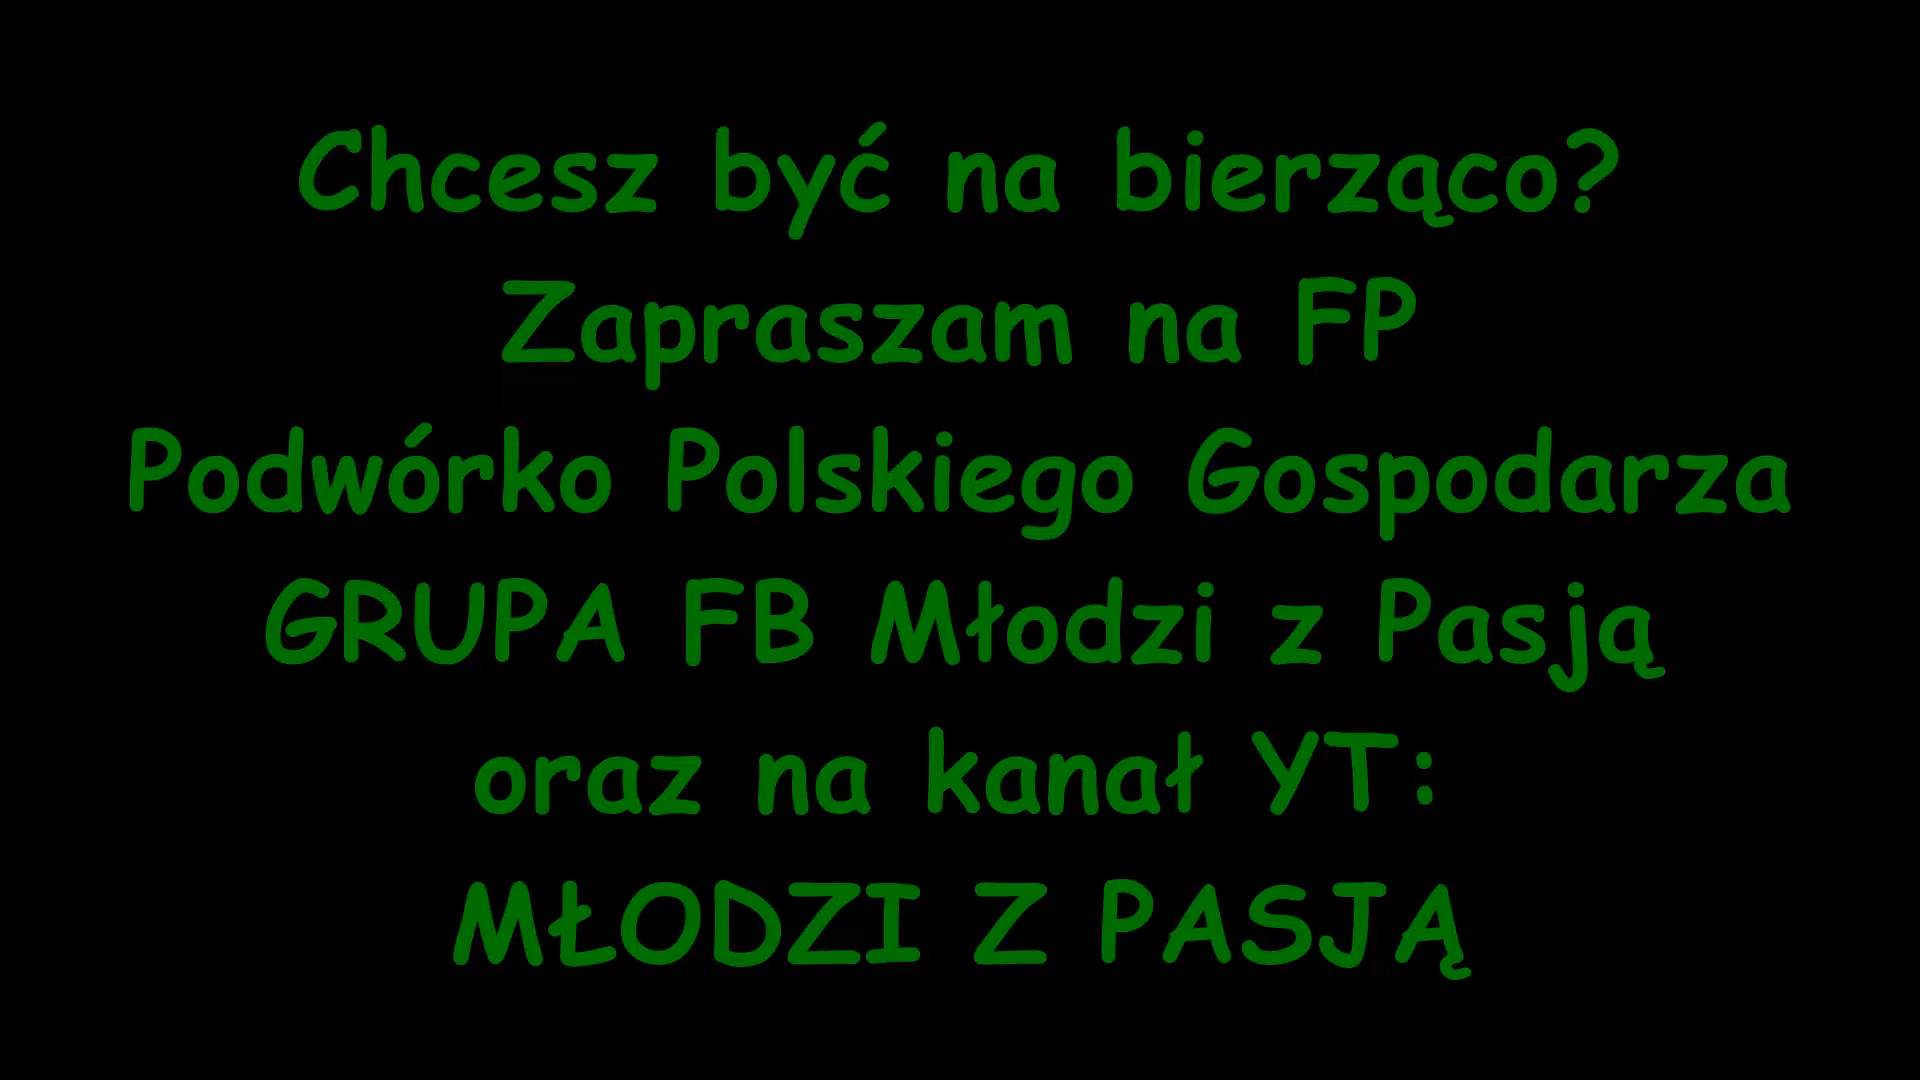 Chcesz być na bierząco?
Zapraszam na FP
Podwórko Polskiego Gospodarza
GRUPA FB Młodzi z Pasją
oraz na kanał YT:
MŁODZI Z PASJĄ